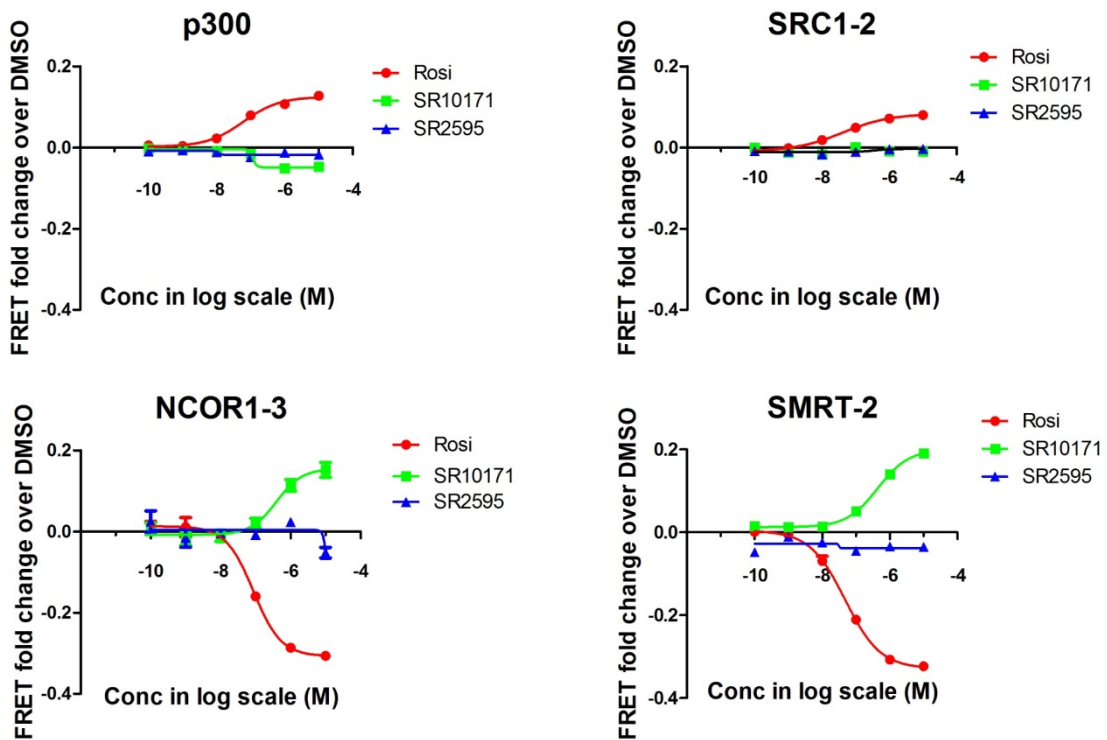 p300
FRET fold change over DMSO
0.2
0.0
-0.2
-0.4
-10
-8
-6
-4
Conc in log scale (M)
Rosi
SR10171
SR2595
SRC1-2
FRET fold change over DMSO
0.2
0.0
-0.2
-0.4
-10
-8
-6
-4
Conc in log scale (M)
Rosi
SR10171
SR2595
NCOR1-3
FRET fold change over DMSO
0.2
0.0
-0.2
-0.4
-10
-8
-6
-4
Conc in log scale (M)
Rosi
SR10171
SR2595
SMRT-2
FRET fold change over DMSO
0.2
0.0
-0.2
-0.4
-10
-8
-6
-4
Conc in log scale (M)
Rosi
SR10171
SR2595